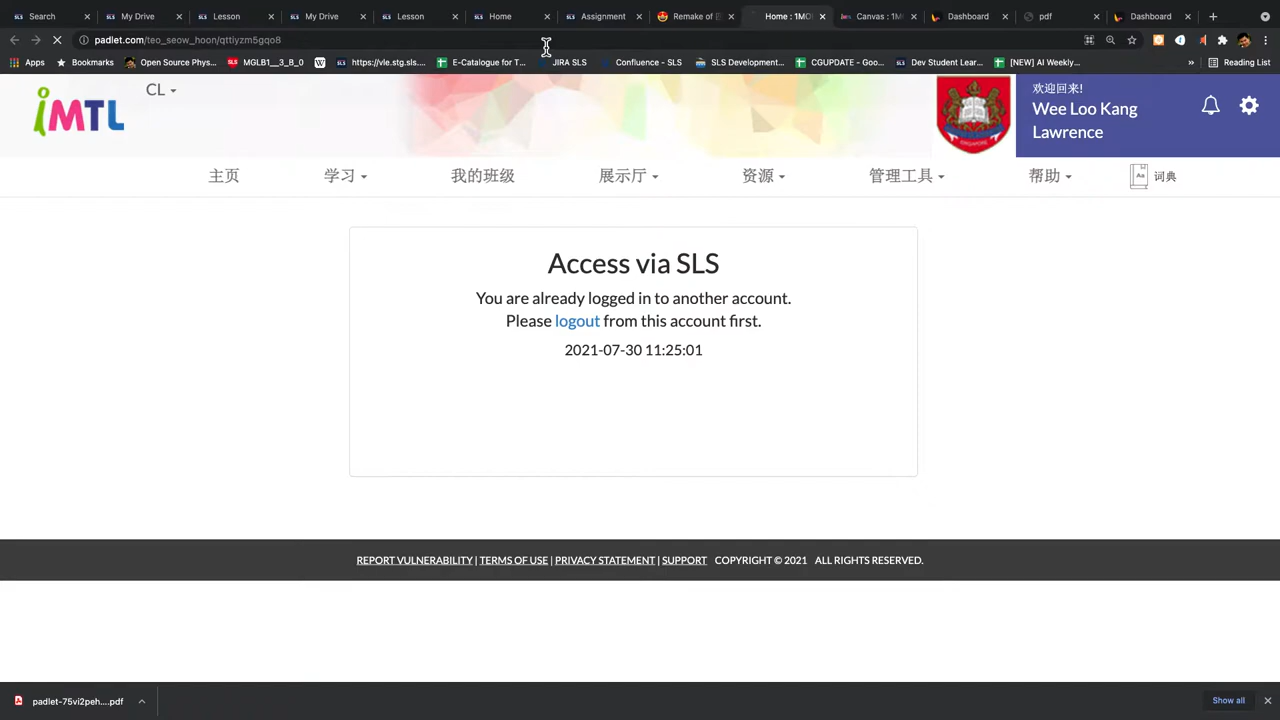 Search
My Drive
Lesson
My Drive
Lesson
Home
Assignment
Remake of
Home : 1MO
Canvas : 1M
Dashboard
pdf
Dashboard
padlet.com/teo_seow_hoon/qttiyzm5gqo8
Apps
Bookmarks
Open Source Phys...
MGLB1__3_B_0
https://vle.stg.sls....
E-Catalogue for T...
JIRA SLS
Confluence - SLS
SLS Development...
CGUPDATE - Goo...
Dev Student Lear...
[NEW] AI Weekly...
»
Reading List
iMTL
CL
欢迎回来!
Wee Loo Kang
Lawrence
主页
学习
我的班级
展示厅
资源
管理工具
帮助
词典
Access via SLS
You are already logged in to another account.
Please logout from this account first.
2021-07-30 11:25:01
REPORT VULNERABILITY | TERMS OF USE | PRIVACY STATEMENT | SUPPORT COPYRIGHT © 2021 ALL RIGHTS RESERVED.
padlet-75vi2peh....pdf
Show all